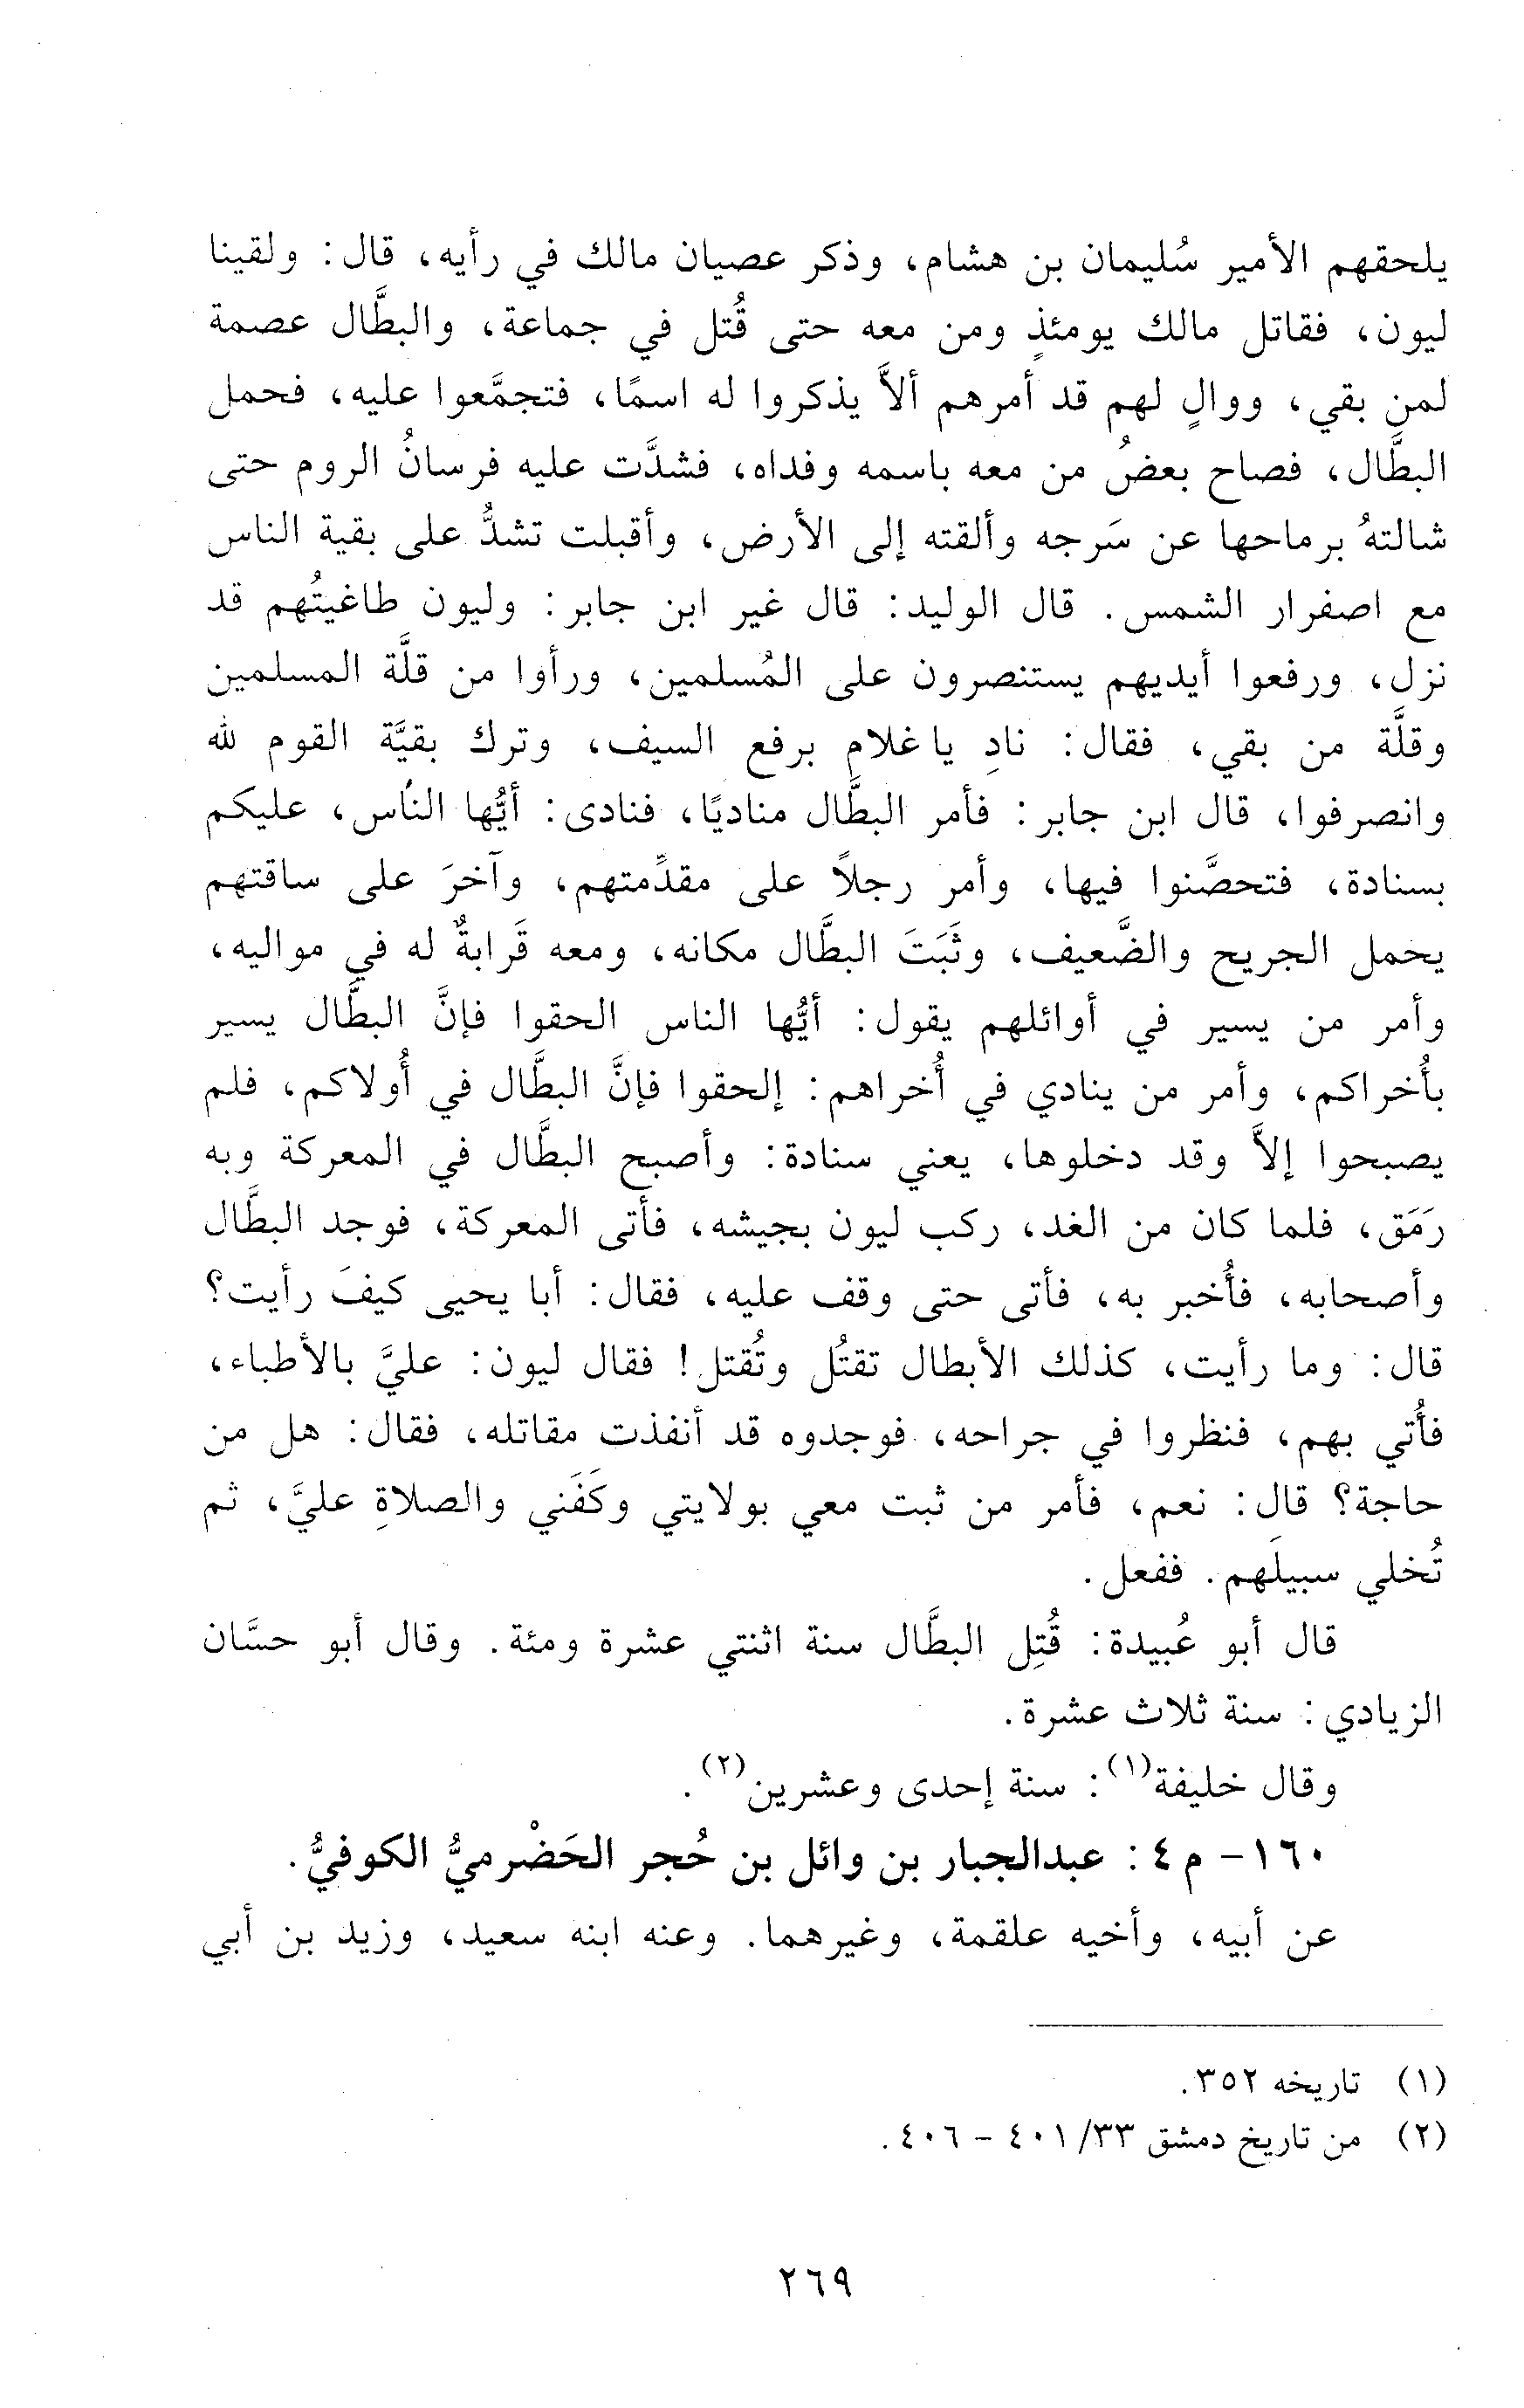 يلحقهم الأمير سُليمان بن هشام، وذكر عصيان مالك في رأيه، قال: ولقينا
ليون، فقاتل مالك يومئذٍ ومن معه حتى قُتل في جماعة، والبطَّال عصمة
لمن بقي، ووالٍ لهم قد أمرهم ألاَّ يذكروا له اسمًا، فتجمَّعوا عليه، فحمل
البطَّال، فصاح بعضُ من معه باسمه وفداه، فشدَّت عليه فرسانُ الروم حتى
شالتهُ برماحها عن سَرجه وألقته إلى الأرض، وأقبلت تشدُّ على بقية الناس
مع اصفرار الشمس. قال الوليد: قال غير ابن جابر: وليون طاغيتُهم قد
نزل، ورفعوا أيديهم يستنصرون على المُسلمين، ورأوا من قلَّة المسلمين
وقلَّة من بقي، فقال: نادِ ياغلام برفع السيف، وترك بقيَّة القوم لله
وانصرفوا، قال ابن جابر: فأمر البطَّال مناديًا، فنادى: أيُّها الناس، عليكم
بسنادة، فتحصَّنوا فيها، وأمر رجلاً على مقدِّمتهم، وآخرَ على ساقتهم
يحمل الجريح والضَّعيف، وثَبَتَ البطَّال مكانه، ومعه قَرابةٌ له في مواليه،
وأمر من يسير في أوائلهم يقول: أيُّها الناس الحقوا فإنَّ البطَّال يسير
بأُخراكم، وأمر من ينادي في أُخراهم: إلحقوا فإنَّ البطَّال في أُولاكم، فلم
يصبحوا إلاَّ وقد دخلوها، يعني سنادة: وأصبح البطَّال في المعركة وبه
رَمَق، فلما كان من الغد، ركب ليون بجيشه، فأتى المعركة، فوجد البطَّال
وأصحابه، فأُخبر به، فأتى حتى وقف عليه، فقال: أبا يحيى كيفَ رأيت؟
قال: وما رأيت، كذلك الأبطال تقتُل وتُقتل! فقال ليون: عليَّ بالأطباء،
فأُتي بهم، فنظروا في جراحه، فوجدوه قد أنفذت مقاتله، فقال: هل من
حاجة؟ قال: نعم، فأمر من ثبت معي بولايتي وكَفَني والصلاةِ عليَّ، ثم
تُخلي سبيلَهم. ففعل.
قال أبو عُبيدة: قُتِل البطَّال سنة اثنتي عشرة ومئة. وقال أبو حسَّان
الزيادي: سنة ثلاث عشرة.
وقال خليفة(١): سنة إحدى وعشرين(٢).
١٦٠- م ٤: عبدالجبار بن وائل بن حُجر الحَضْرميُّ الكوفيُّ.
عن أبيه، وأخيه علقمة، وغيرهما. وعنه ابنه سعيد، وزيد بن أبي
(١) تاريخه ٣٥٢.
(٢) من تاريخ دمشق ٣٣/ ٤٠١ - ٤٠٦.
٢٦٩